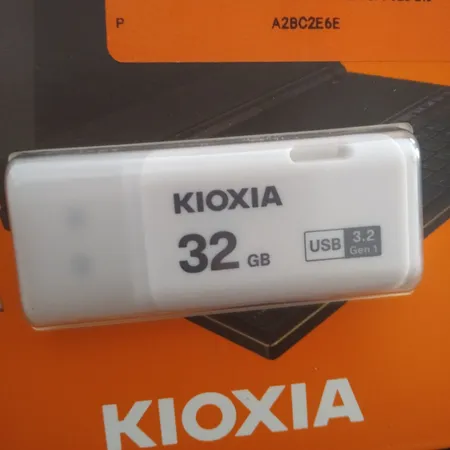 P A2BC2E6E
KIOXIA
32 GB
USB 3.2
Gen 1
KIOXIA